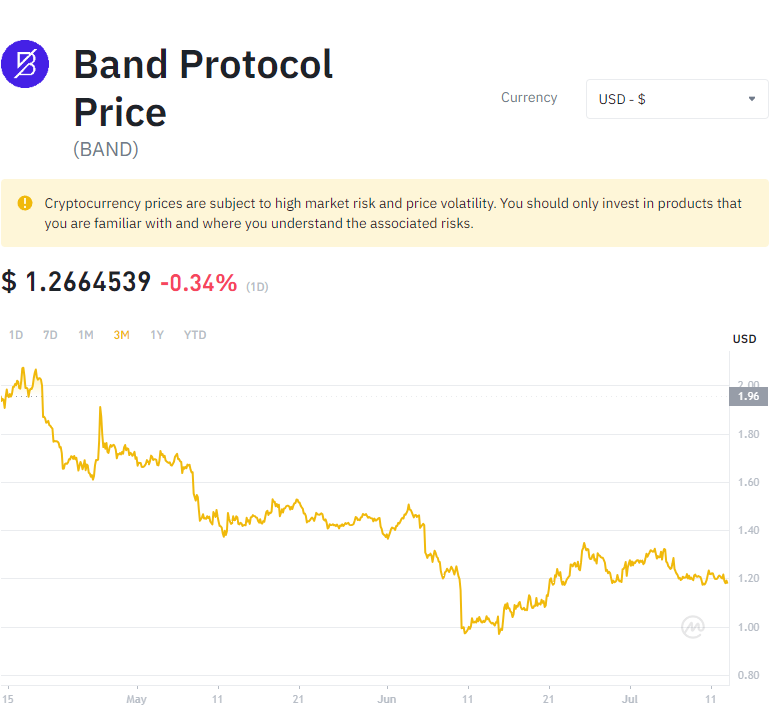 Band Protocol
Price
(BAND)
Currency
USD - $
Cryptocurrency prices are subject to high market risk and price volatility. You should only invest in products that
you are familiar with and where you understand the associated risks.
$ 1.2664539 -0.34% (1D)
1D 7D 1M 3M 1Y YTD
USD
2.00
1.96
1.80
1.60
1.40
1.20
1.00
0.80
15 May 11 21 Jun 11 21 Jul 11